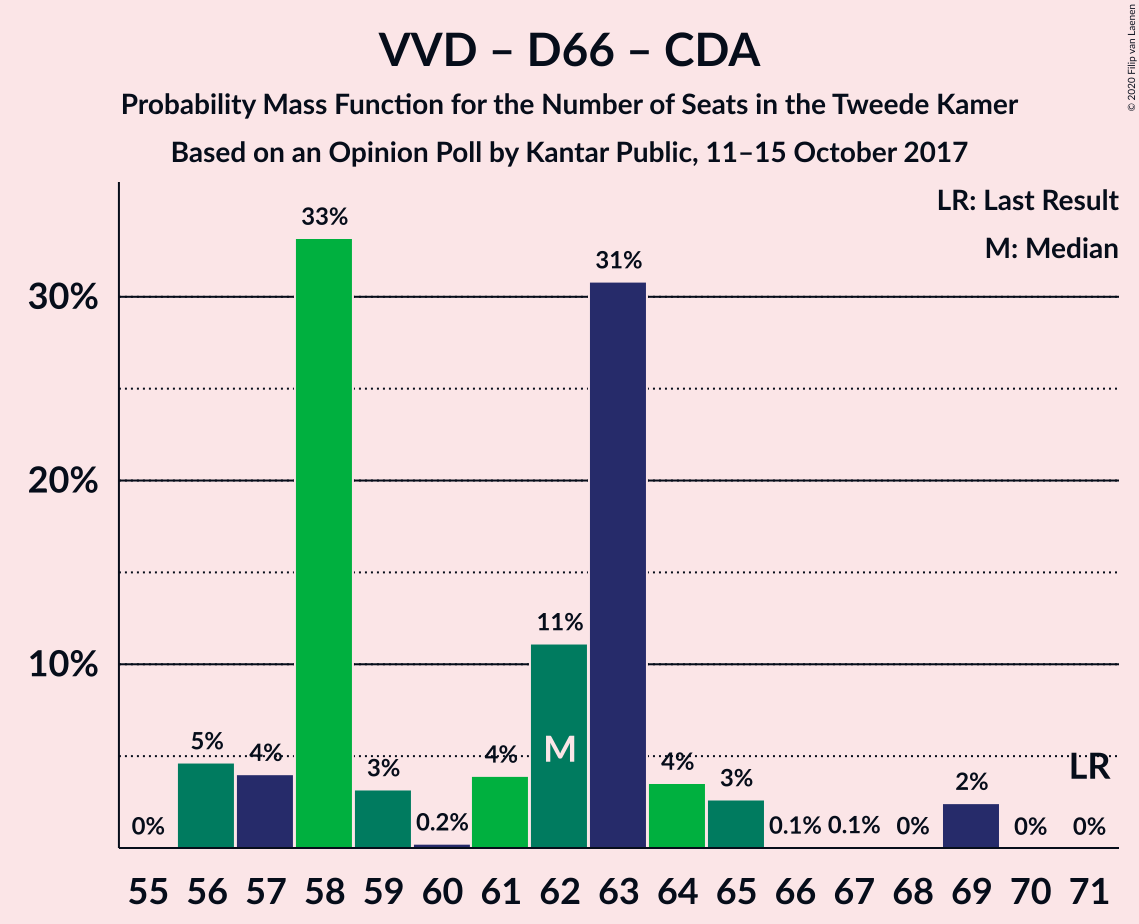 © 2020 Filip van Laenen
VVD – D66 – CDA
Probability Mass Function for the Number of Seats in the Tweede Kamer
Based on an Opinion Poll by Kantar Public, 11–15 October 2017
LR: Last Result
M: Median
30%
20%
10%
0% 5% 4% 33% 3% 0.2% 4% 11% 31% 4% 3% 0.1% 0.1% 0% 2% 0% 0%
M
LR
55 56 57 58 59 60 61 62 63 64 65 66 67 68 69 70 71